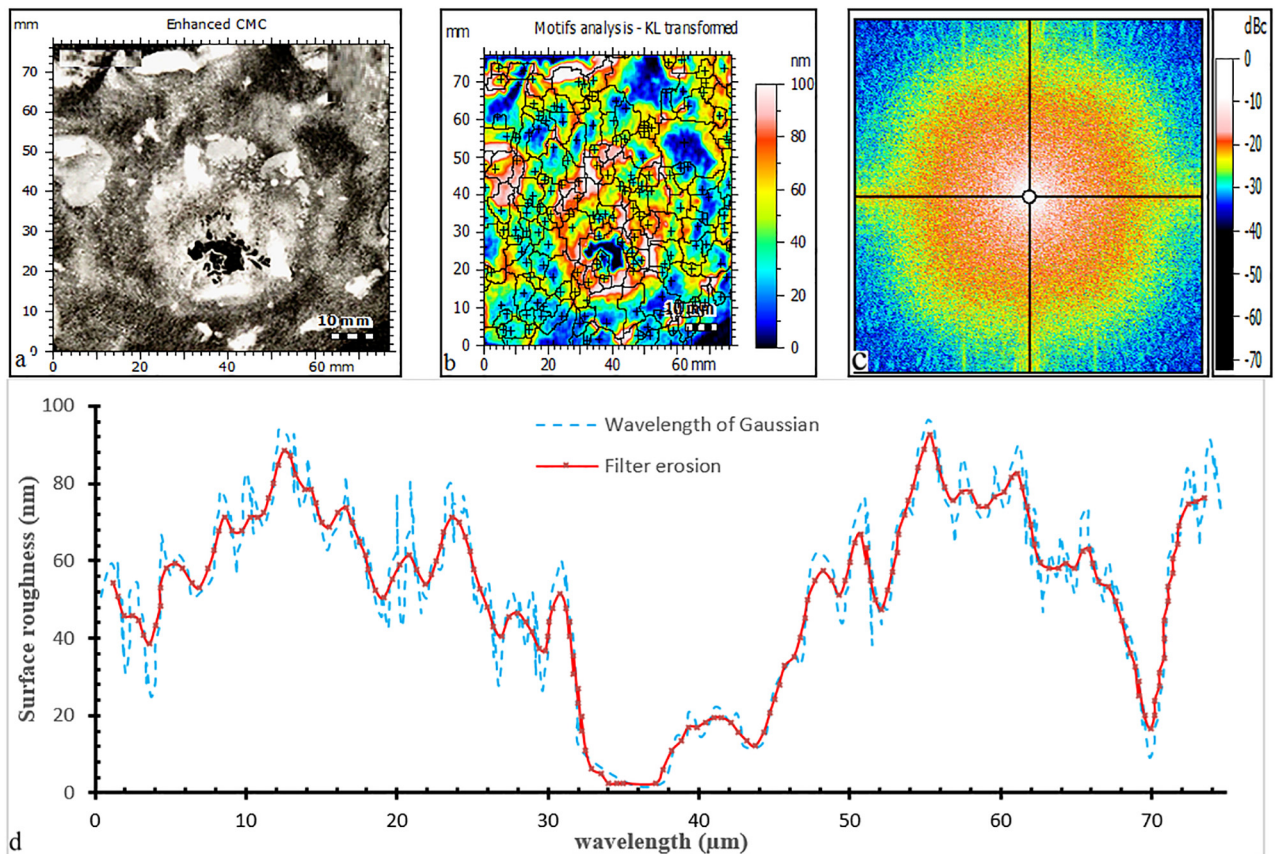 mm
Enhanced CMC
70
60
50
40
30
20
10
0
10 mm
a
0 20 40 60 mm
mm
Motifs analysis - KL transformed
70
60
50
40
30
20
10
0
b
0 20 40 60 mm
nm
100
80
60
40
20
0
c
dBc
0
-10
-20
-30
-40
-50
-60
-70
100
80
60
40
20
0
Surface roughness (nm)
Wavelength of Gaussian
Filter erosion
0 10 20 30 40 50 60 70
wavelength (µm)
d